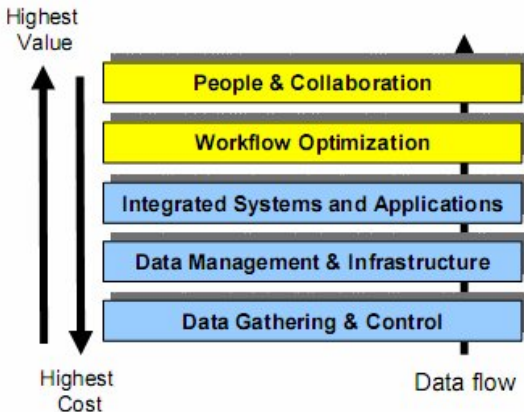 Highest
Value
People & Collaboration
Workflow Optimization
Integrated Systems and Applications
Data Management & Infrastructure
Data Gathering & Control
Highest
Cost
Data flow